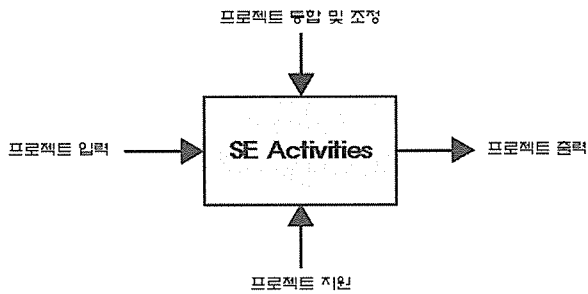 프로젝트 통합 및 조정
프로젝트 입력
SE Activities
프로젝트 출력
프로젝트 지원